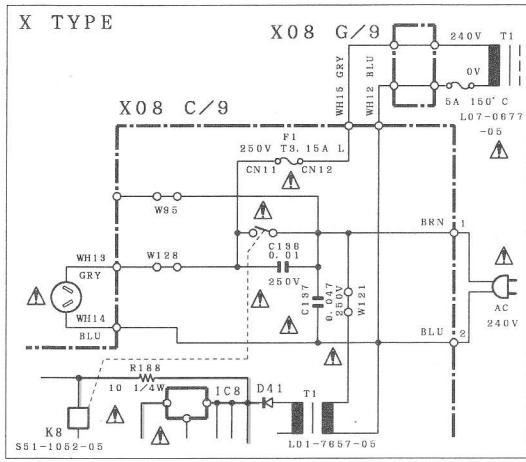 X TYPE
X08 G/9
240V
T1
0V
5A 150°C
L07-0677
-05
WH15 GRY
WH12 BLU
X08 C/9
F1
250V T3.15A L
CN11
CN12
W95
BRN
1
C136
0.01
250V
WH13
GRY
W128
C137
0.047
250V
W121
AC
240V
WH14
BLU
BLU
2
R188
10 1/4W
IC8
D41
T1
K8
S51-1052-05
L01-7657-05